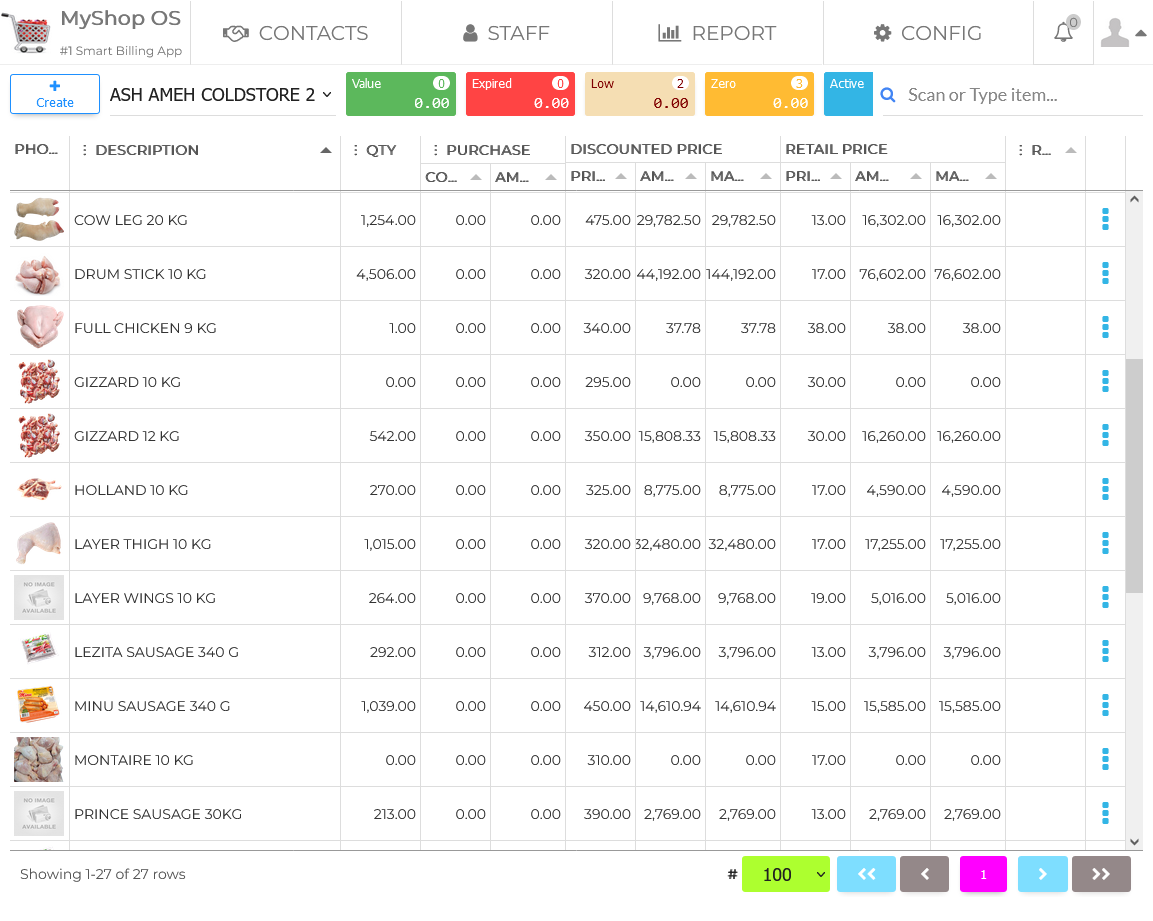 MyShop OS
#1 Smart Billing App
CONTACTS
STAFF
REPORT
CONFIG
0
Create
ASH AMEH COLDSTORE 2
Value 0
0.00
Expired 0
0.00
Low 2
0.00
Zero 3
0.00
Active
Scan or Type item...
PHO... DESCRIPTION QTY PURCHASE DISCOUNTED PRICE RETAIL PRICE R...
CO... AM... PRI... AM... MA... PRI... AM... MA...
COW LEG 20 KG 1,254.00 0.00 0.00 475.00 29,782.50 29,782.50 13.00 16,302.00 16,302.00
DRUM STICK 10 KG 4,506.00 0.00 0.00 320.00 44,192.00 144,192.00 17.00 76,602.00 76,602.00
FULL CHICKEN 9 KG 1.00 0.00 0.00 340.00 37.78 37.78 38.00 38.00 38.00
GIZZARD 10 KG 0.00 0.00 0.00 295.00 0.00 0.00 30.00 0.00 0.00
GIZZARD 12 KG 542.00 0.00 0.00 350.00 15,808.33 15,808.33 30.00 16,260.00 16,260.00
HOLLAND 10 KG 270.00 0.00 0.00 325.00 8,775.00 8,775.00 17.00 4,590.00 4,590.00
LAYER THIGH 10 KG 1,015.00 0.00 0.00 320.00 32,480.00 32,480.00 17.00 17,255.00 17,255.00
NO IMAGE
AVAILABLE
LAYER WINGS 10 KG 264.00 0.00 0.00 370.00 9,768.00 9,768.00 19.00 5,016.00 5,016.00
LEZITA SAUSAGE 340 G 292.00 0.00 0.00 312.00 3,796.00 3,796.00 13.00 3,796.00 3,796.00
MINU SAUSAGE 340 G 1,039.00 0.00 0.00 450.00 14,610.94 14,610.94 15.00 15,585.00 15,585.00
MONTAIRE 10 KG 0.00 0.00 0.00 310.00 0.00 0.00 17.00 0.00 0.00
NO IMAGE
AVAILABLE
PRINCE SAUSAGE 30KG 213.00 0.00 0.00 390.00 2,769.00 2,769.00 13.00 2,769.00 2,769.00
Showing 1-27 of 27 rows
# 100
1